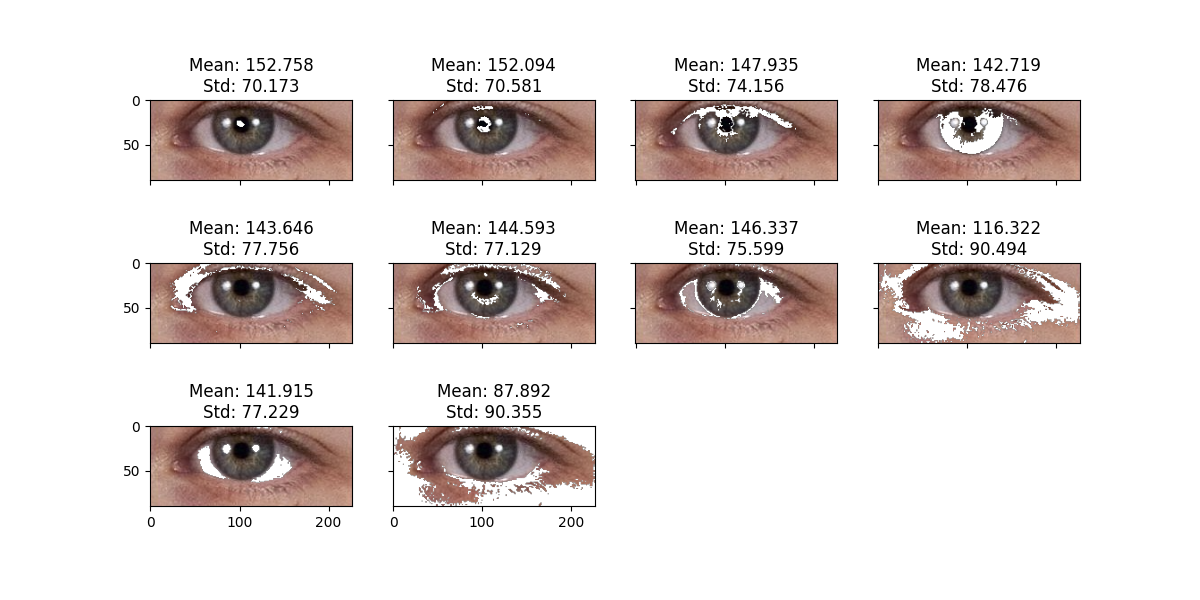 Mean: 152.758
Std: 70.173
Mean: 152.094
Std: 70.581
Mean: 147.935
Std: 74.156
Mean: 142.719
Std: 78.476
0
50
Mean: 143.646
Std: 77.756
Mean: 144.593
Std: 77.129
Mean: 146.337
Std: 75.599
Mean: 116.322
Std: 90.494
0
50
Mean: 141.915
Std: 77.229
Mean: 87.892
Std: 90.355
0
50
0 100 200
0 100 200